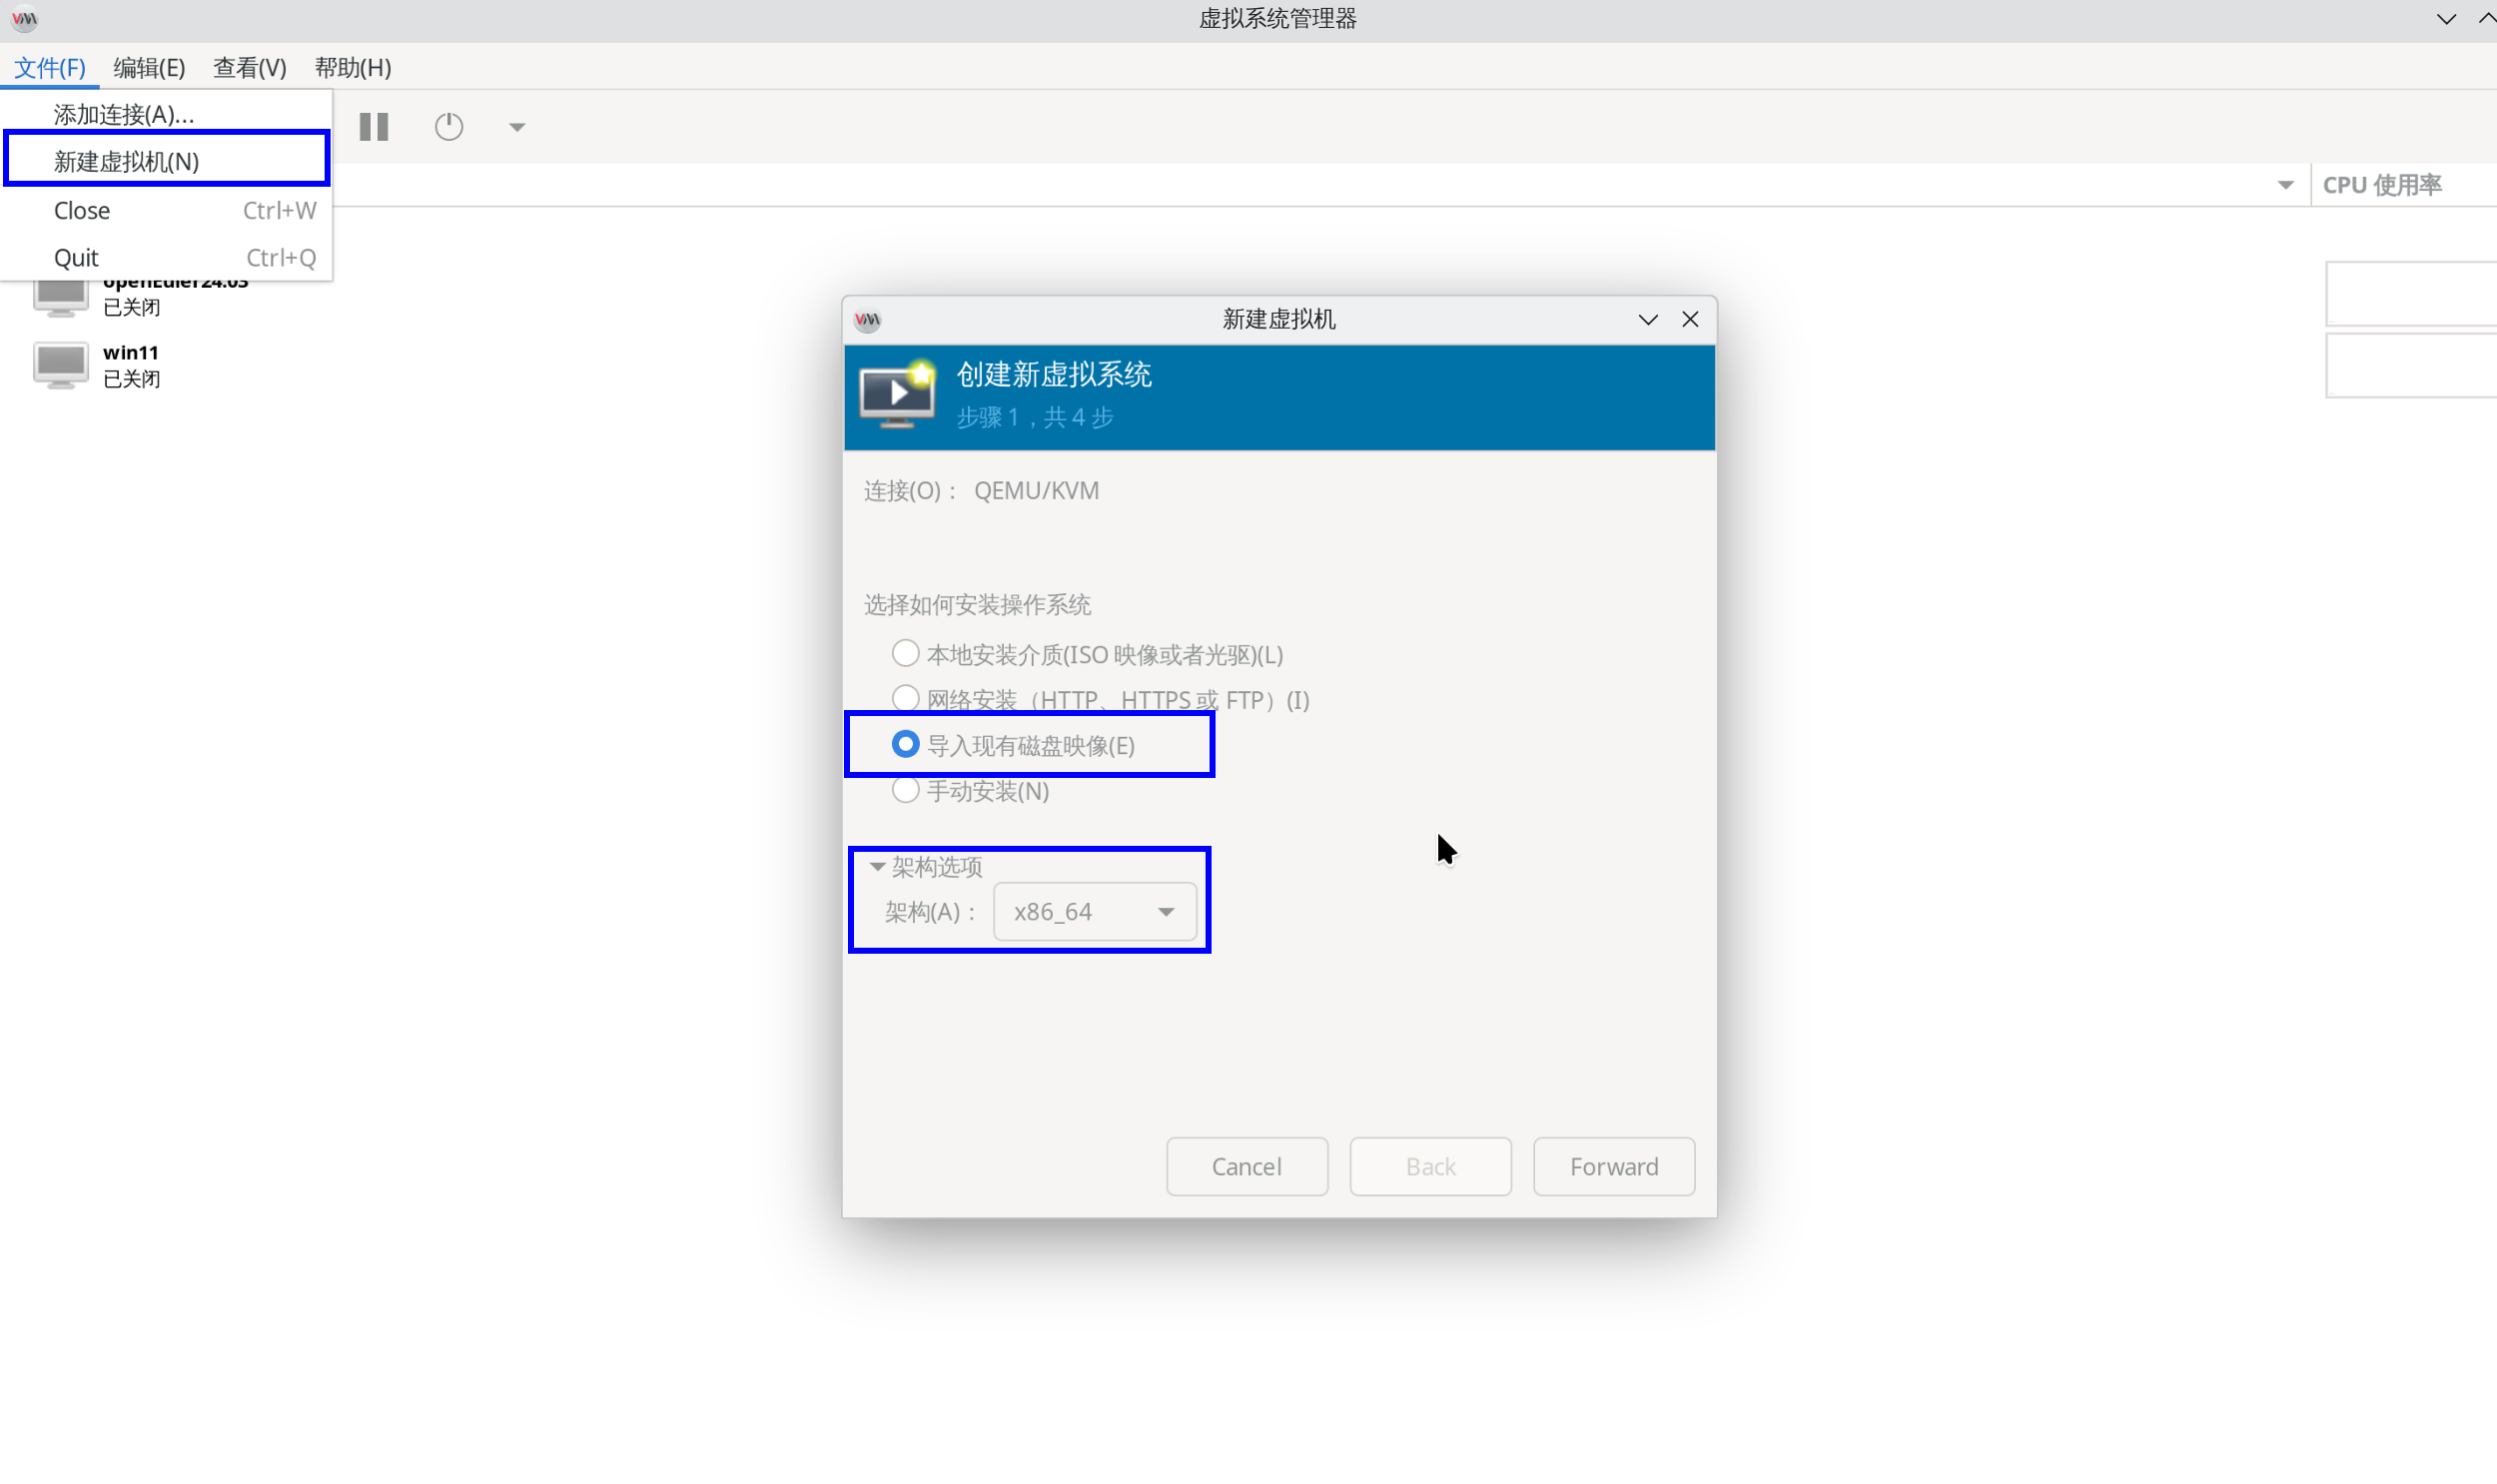 虚拟系统管理器
文件(F) 编辑(E) 查看(V) 帮助(H)
添加连接(A)...
新建虚拟机(N)
Close Ctrl+W
Quit Ctrl+Q
CPU 使用率
openEuler24.03
已关闭
win11
已关闭
新建虚拟机
创建新虚拟系统
步骤 1，共 4 步
连接(O)： QEMU/KVM
选择如何安装操作系统
本地安装介质(ISO 映像或者光驱)(L)
网络安装（HTTP、HTTPS 或 FTP）(I)
导入现有磁盘映像(E)
手动安装(N)
架构选项
架构(A)： x86_64
Cancel Back Forward